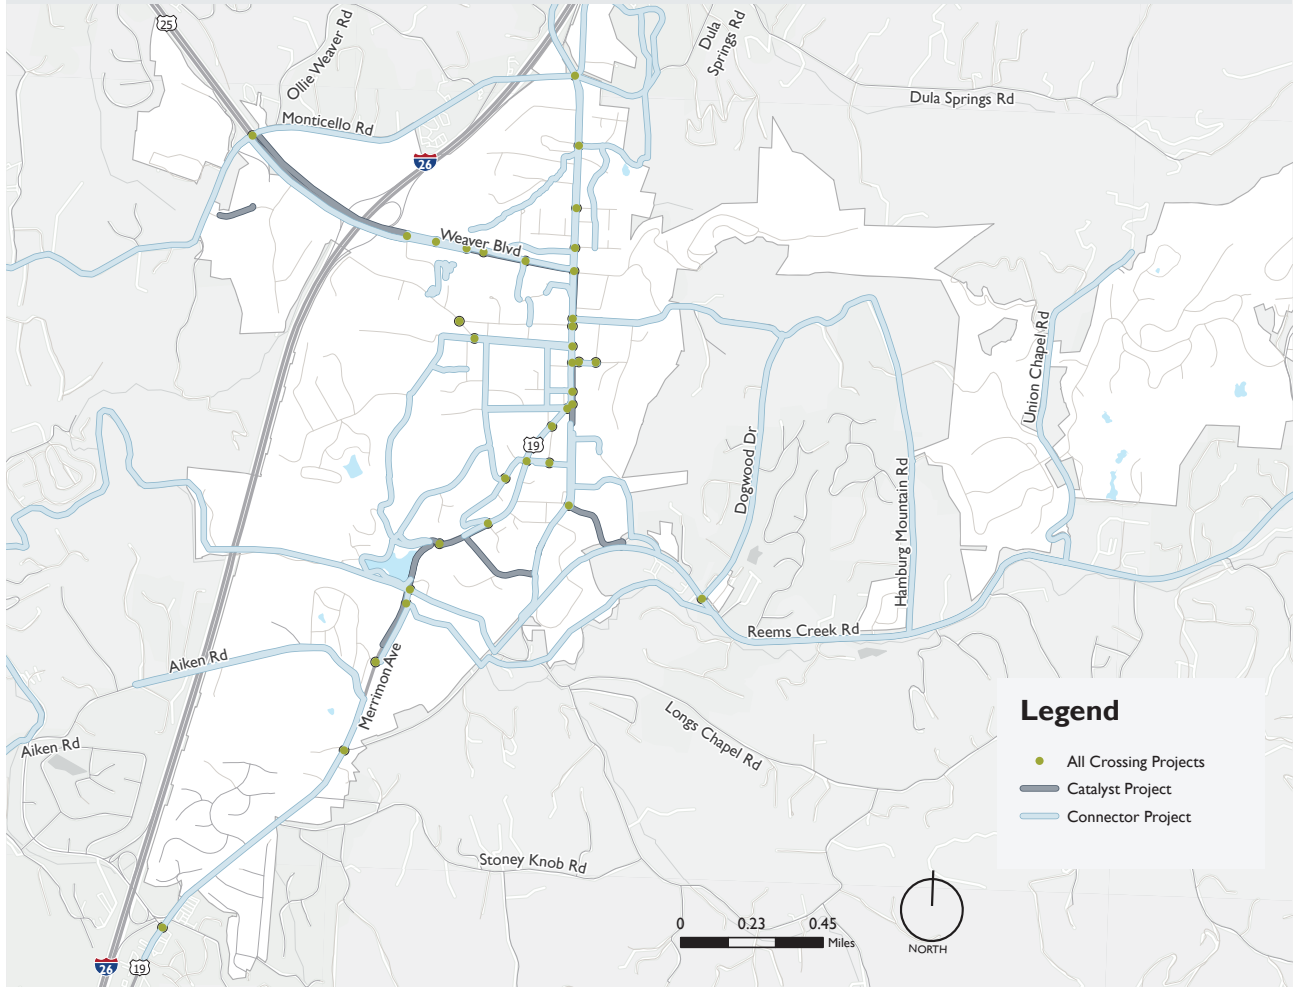 25
Ollie Weaver Rd
Dula
Springs Rd
Dula Springs Rd
Monticello Rd
26
Weaver Blvd
Union Chapel Rd
19
Dogwood Dr
Hamburg Mountain Rd
Reems Creek Rd
Aiken Rd
Merrimon Ave
Aiken Rd
Longs Chapel Rd
Legend
All Crossing Projects
Catalyst Project
Connector Project
Stoney Knob Rd
0 0.23 0.45
Miles
NORTH
26
19